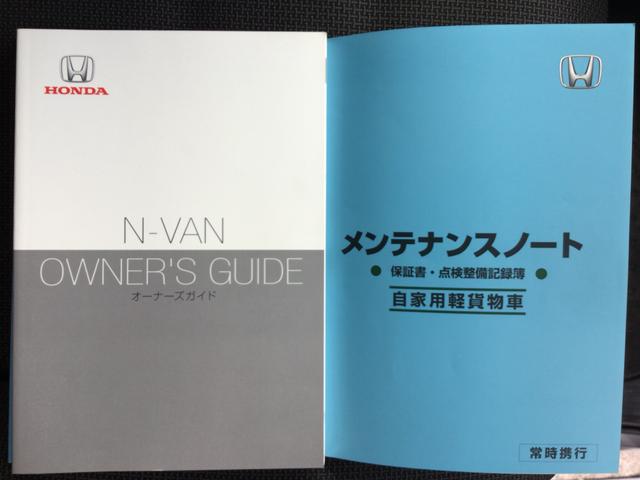 HONDA
N-VAN
OWNER'S GUIDE
オーナーズガイド
メンテナンスノート
保証書・点検整備記録簿
自家用軽貨物車
常時携行